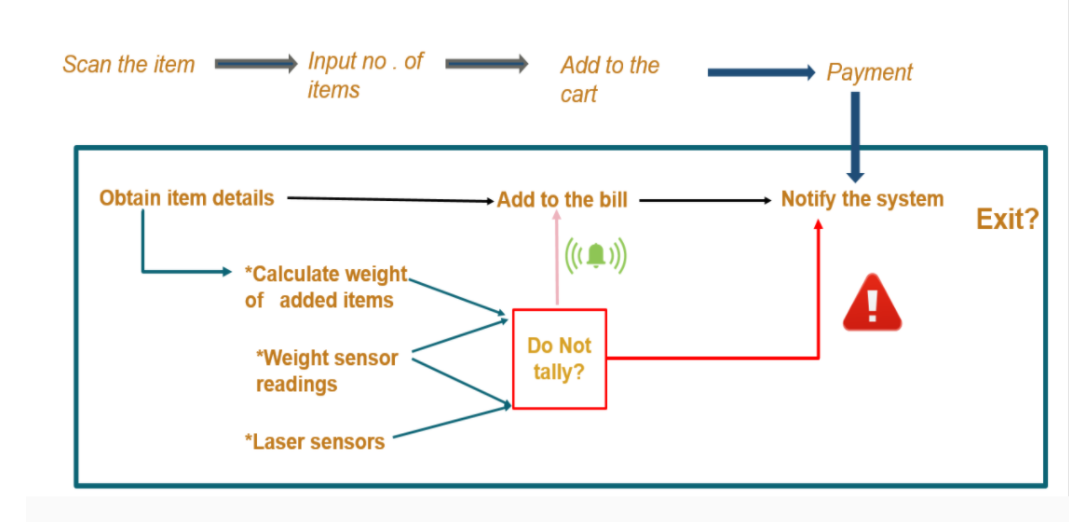 Scan the item
Input no . of
items
Add to the
cart
Payment
Obtain item details
Add to the bill
Notify the system
Exit?
*Calculate weight
of added items
*Weight sensor
readings
*Laser sensors
Do Not
tally?
!